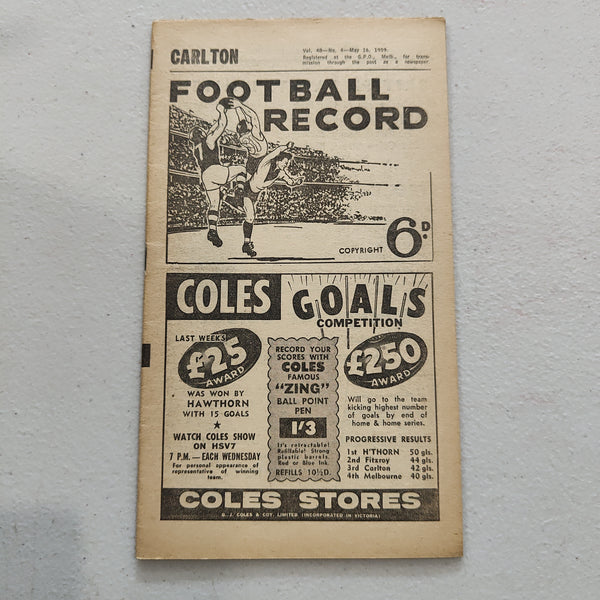 CARLTON
Vol. 48—No. 4—May 16, 1959.
Registered at the G.P.O., Melb., for trans-
mission through the post as a newspaper
FOOTBALL
RECORD
COPYRIGHT 6D.
COLES GOALS
COMPETITION
LAST WEEKS
£25
AWARD
WAS WON BY
HAWTHORN
WITH 15 GOALS
★
WATCH COLES SHOW
ON HSV7
7 P.M. — EACH WEDNESDAY
For personal appearance of
representative of winning
team.
RECORD YOUR
SCORES WITH
COLES
FAMOUS
"ZING"
BALL POINT
PEN
1/3
It's retractable!
Refillable! Strong
plastic barrels.
Red or Blue Ink.
REFILLS 10½D.
£250
AWARD
Will go to the team
kicking highest number
of goals by end of
home & home series.
PROGRESSIVE RESULTS
1st H'THORN 50 gls.
2nd Fitzroy 44 gls.
3rd Carlton 42 gls.
4th Melbourne 40 gls.
COLES STORES
G. J. COLES & COY. LIMITED (INCORPORATED IN VICTORIA)